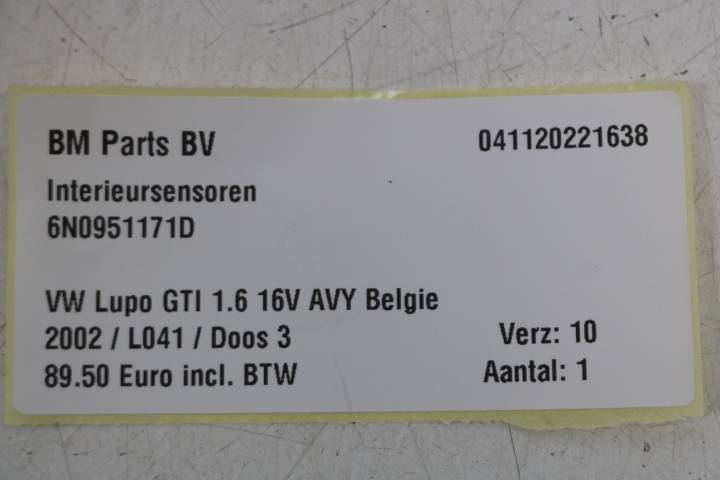 BM Parts BV 041120221638
Interieursensoren
6N0951171D
VW Lupo GTI 1.6 16V AVY Belgie
2002 / L041 / Doos 3 Verz: 10
89.50 Euro incl. BTW Aantal: 1